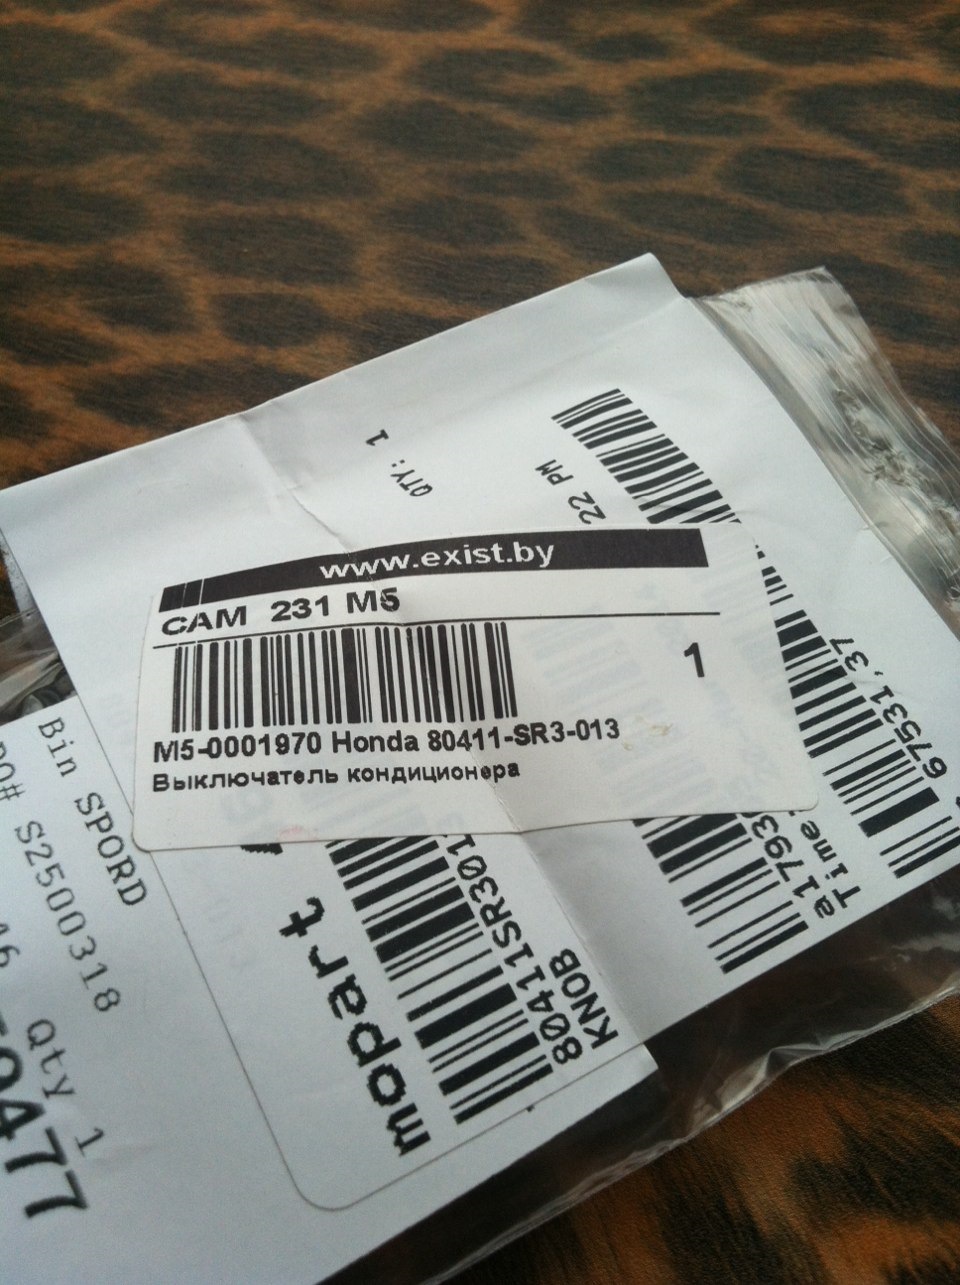 QTY: 1
22 PM
www.exist.by
CAM 231 M5
1
M5-0001970 Honda 80411-SR3-013
Выключатель кондиционера
67531,37
Time:
mopart
80411SR301
KNOB
Bin SPORD
PO# S2500318
Qty 1